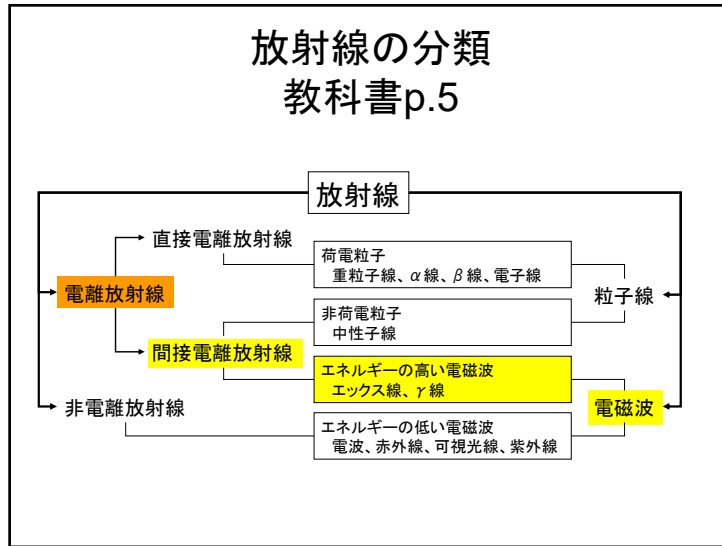 放射線の分類
教科書p.5
放射線
直接電離放射線
荷電粒子
重粒子線、α線、β線、電子線
電離放射線
粒子線
非荷電粒子
中性子線
間接電離放射線
エネルギーの高い電磁波
エックス線、γ線
非電離放射線
電磁波
エネルギーの低い電磁波
電波、赤外線、可視光線、紫外線